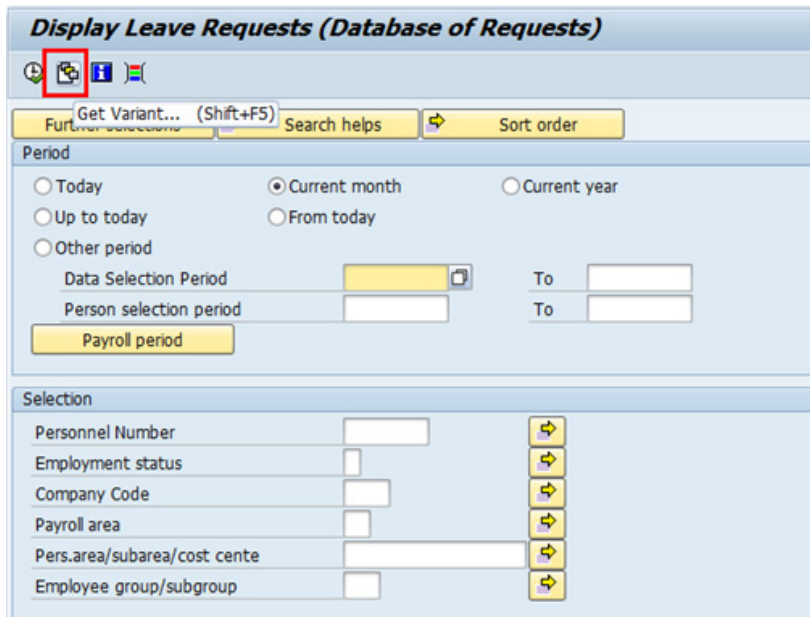 Display Leave Requests (Database of Requests)
Get Variant... (Shift+F5)
Further selections Search helps Sort order
Period
Today Current month Current year
Up to today From today
Other period
Data Selection Period To
Person selection period To
Payroll period
Selection
Personnel Number
Employment status
Company Code
Payroll area
Pers.area/subarea/cost cente
Employee group/subgroup